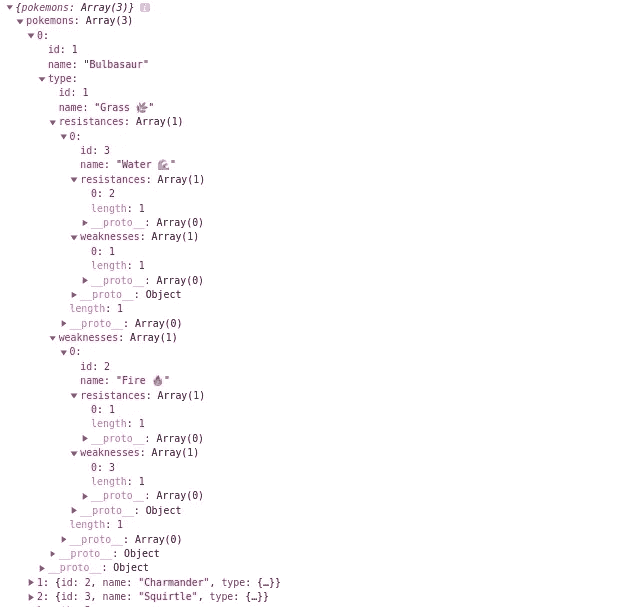 ▼{pokemons: Array(3)} i
▼pokemons: Array(3)
▼0:
id: 1
name: "Bulbasaur"
▼type:
id: 1
name: "Grass 🌿"
▼resistances: Array(1)
▼0:
id: 3
name: "Water 🌊"
▼resistances: Array(1)
0: 2
length: 1
▶__proto__: Array(0)
▼weaknesses: Array(1)
0: 1
length: 1
▶__proto__: Array(0)
▶__proto__: Object
length: 1
▶__proto__: Array(0)
▼weaknesses: Array(1)
▼0:
id: 2
name: "Fire 🔥"
▼resistances: Array(1)
0: 1
length: 1
▶__proto__: Array(0)
▼weaknesses: Array(1)
0: 3
length: 1
▶__proto__: Array(0)
▶__proto__: Object
length: 1
▶__proto__: Array(0)
▶__proto__: Object
▶__proto__: Object
▶1: {id: 2, name: "Charmander", type: {…}}
▶2: {id: 3, name: "Squirtle", type: {…}}